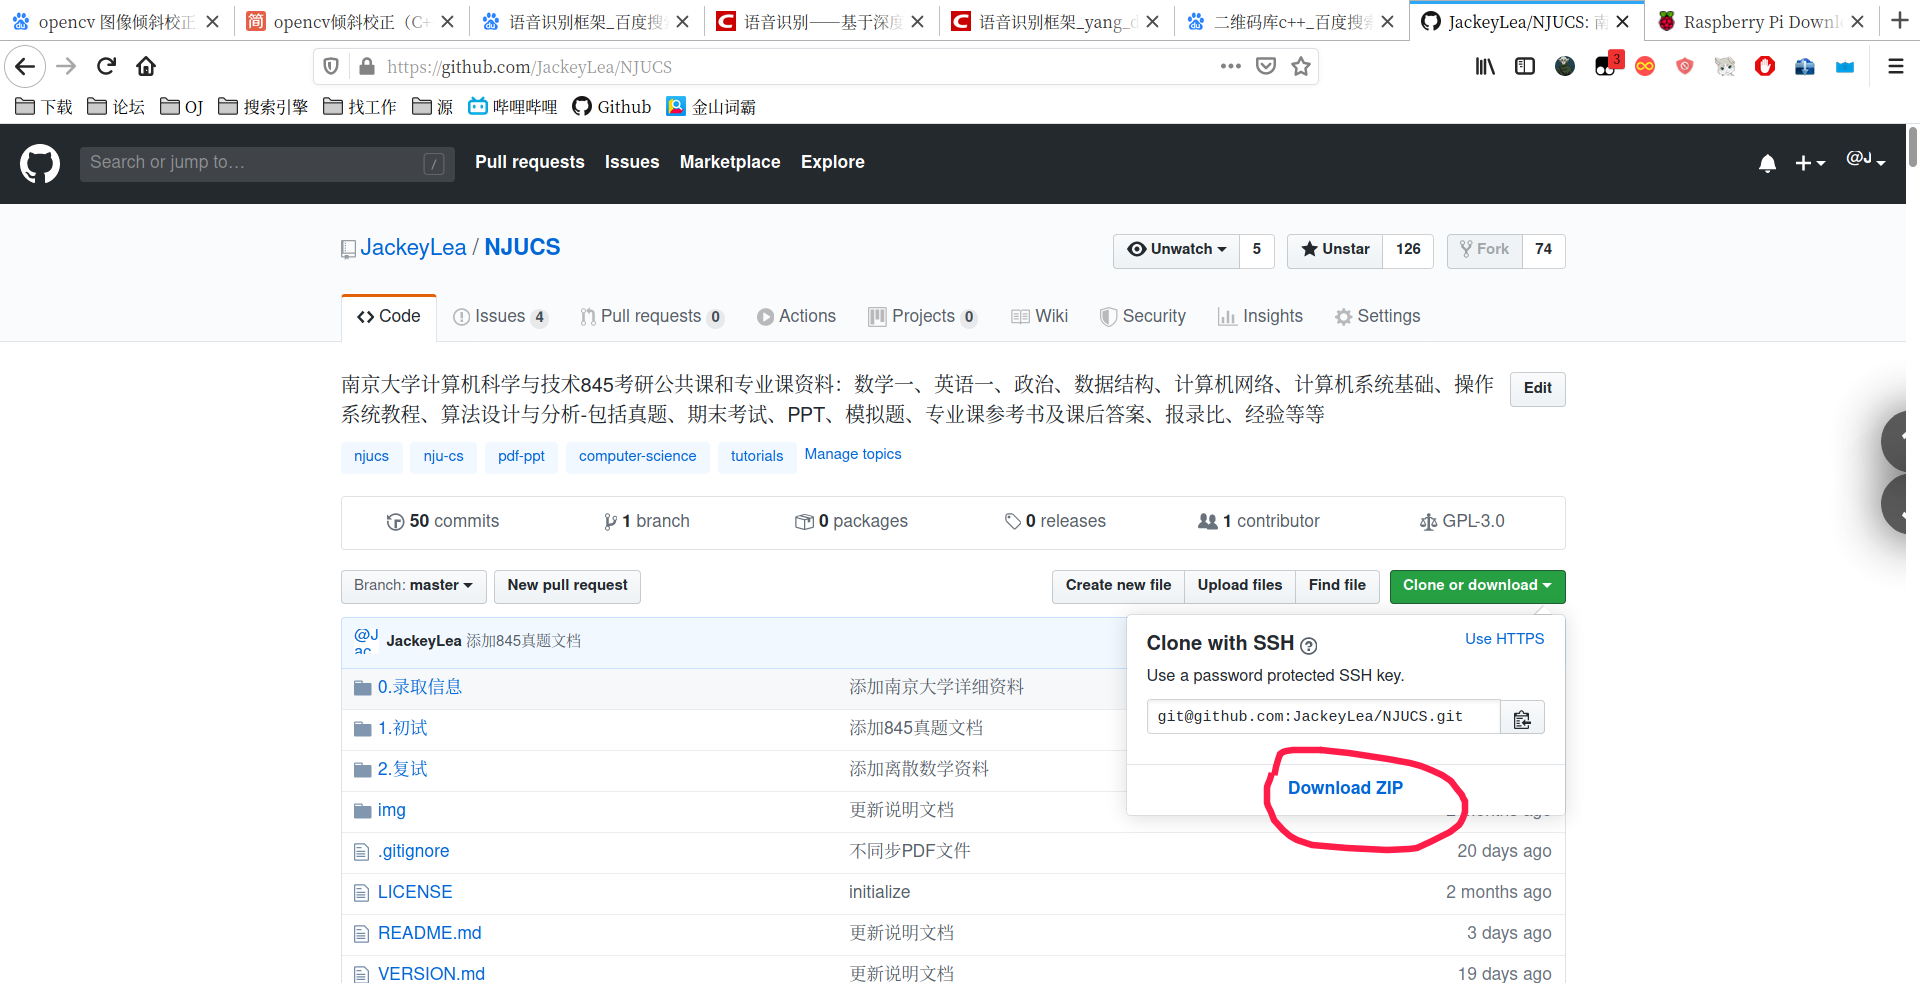 opencv 图像倾斜校正
opencv倾斜校正（C+
语音识别框架_百度搜
语音识别——基于深度
语音识别框架_yang_d
二维码库c++_百度搜
JackeyLea/NJUCS: 南
Raspberry Pi Downl
https://github.com/JackeyLea/NJUCS
3
下载
论坛
OJ
搜索引擎
找工作
源
哔哩哔哩
Github
金山词霸
Search or jump to…
/
Pull requests
Issues
Marketplace
Explore
@J
JackeyLea / NJUCS
Unwatch 5
Unstar 126
Fork 74
Code
Issues 4
Pull requests 0
Actions
Projects 0
Wiki
Security
Insights
Settings
南京大学计算机科学与技术845考研公共课和专业课资料：数学一、英语一、政治、数据结构、计算机网络、计算机系统基础、操作
系统教程、算法设计与分析-包括真题、期末考试、PPT、模拟题、专业课参考书及课后答案、报录比、经验等等
Edit
njucs
nju-cs
pdf-ppt
computer-science
tutorials
Manage topics
50 commits
1 branch
0 packages
0 releases
1 contributor
GPL-3.0
Branch: master
New pull request
Create new file
Upload files
Find file
Clone or download
@J
JackeyLea 添加845真题文档
Clone with SSH
Use HTTPS
Use a password protected SSH key.
git@github.com:JackeyLea/NJUCS.git
Download ZIP
0.录取信息 添加南京大学详细资料
1.初试 添加845真题文档
2.复试 添加离散数学资料
img 更新说明文档
.gitignore 不同步PDF文件 20 days ago
LICENSE initialize 2 months ago
README.md 更新说明文档 3 days ago
VERSION.md 更新说明文档 19 days ago